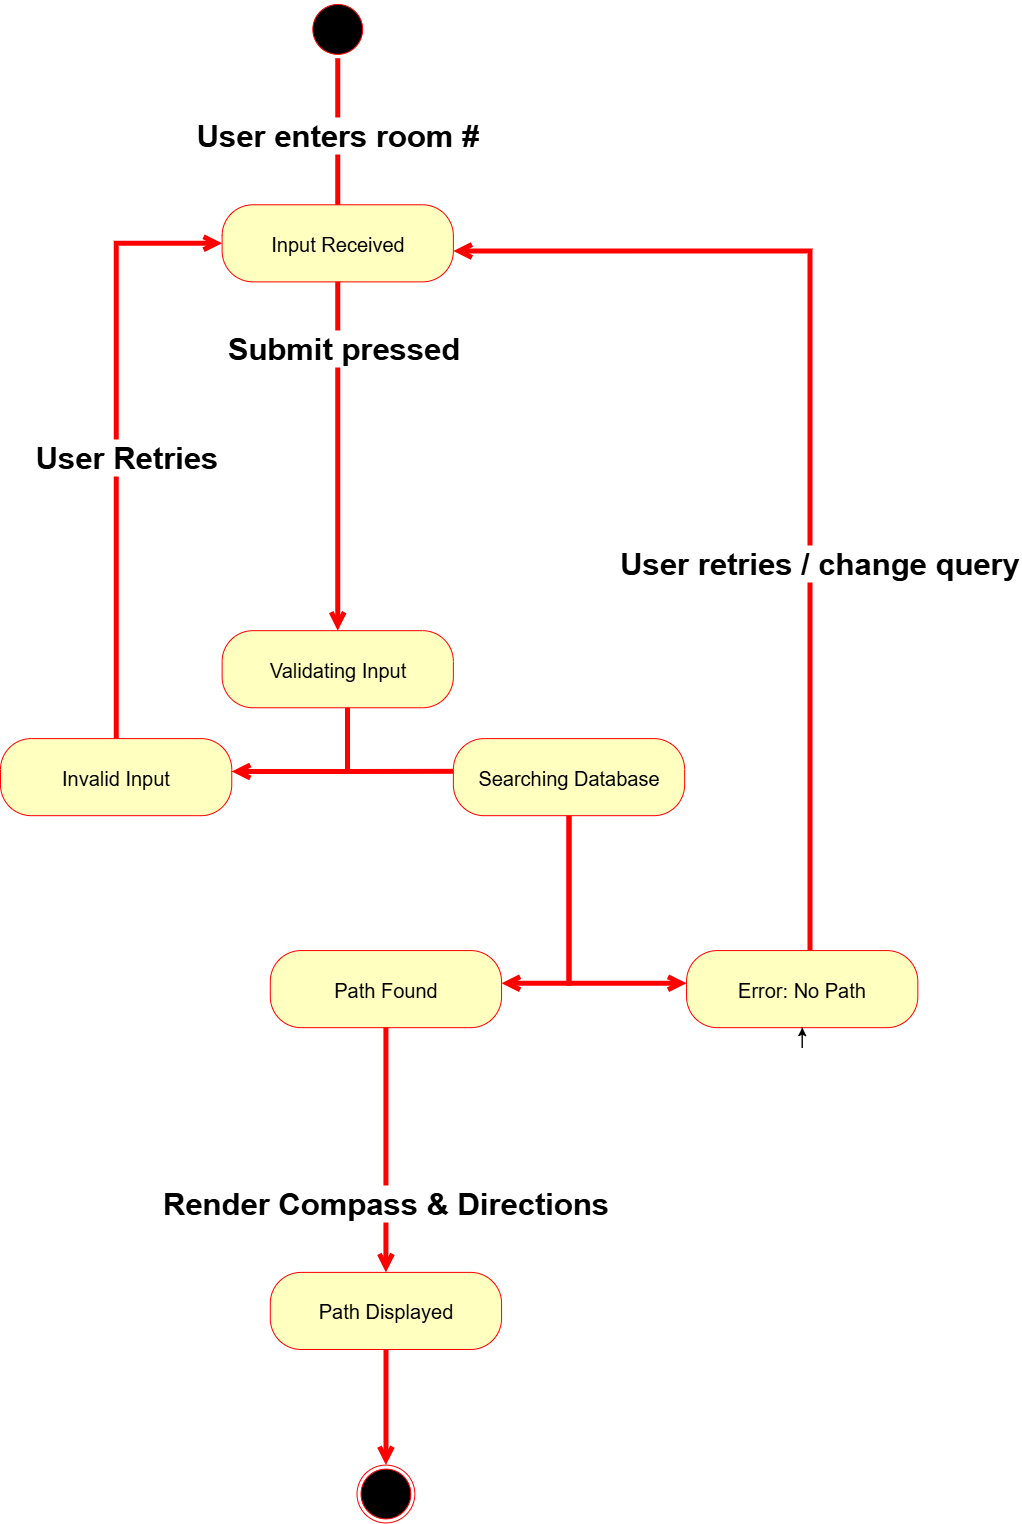 User enters room #
Input Received
Submit pressed
User Retries
User retries / change query
Validating Input
Invalid Input
Searching Database
Path Found
Error: No Path
Render Compass & Directions
Path Displayed